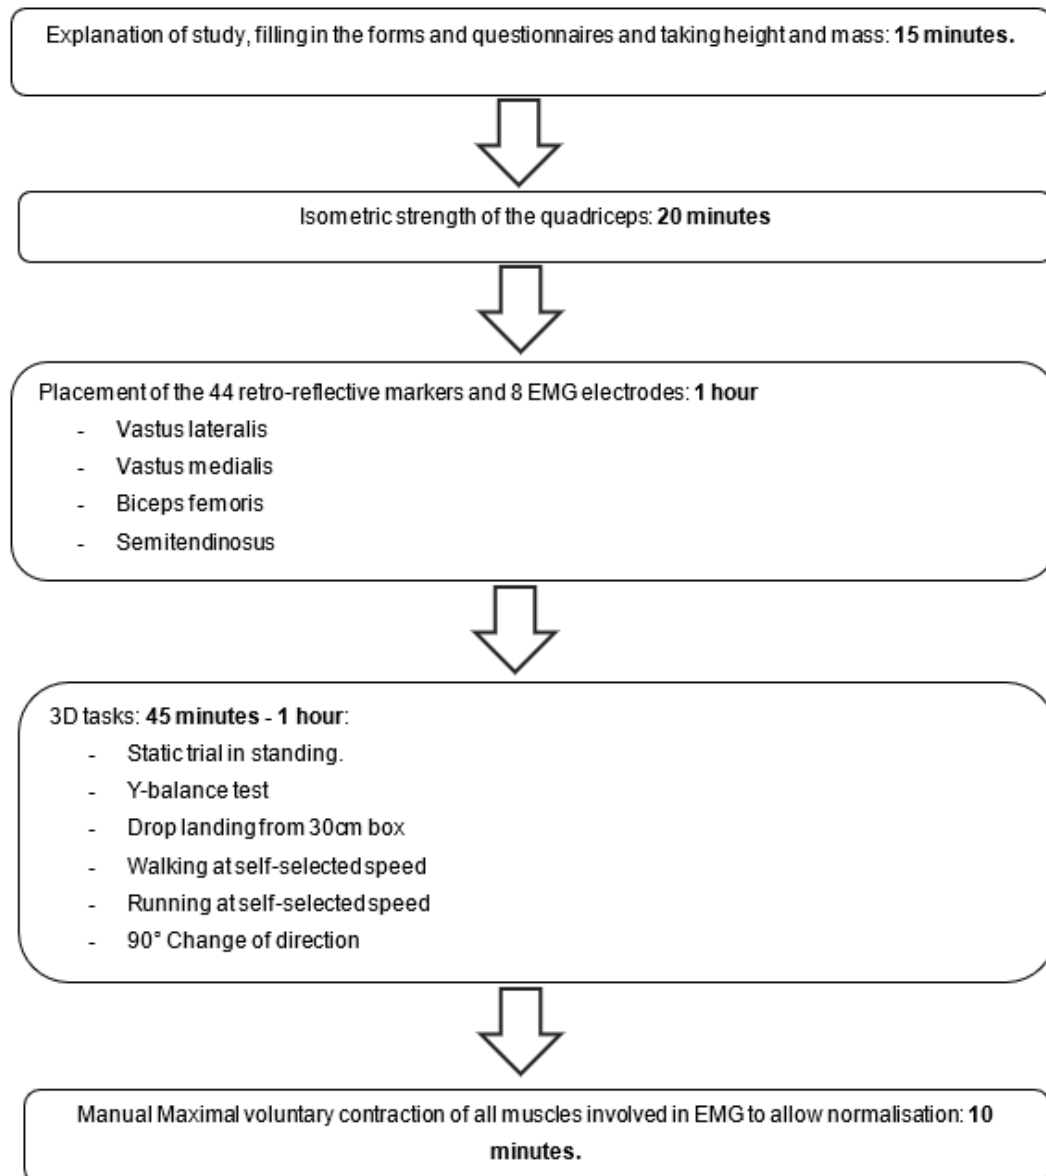 Explanation of study, filling in the forms and questionnaires and taking height and mass: 15 minutes.
Isometric strength of the quadriceps: 20 minutes
Placement of the 44 retro-reflective markers and 8 EMG electrodes: 1 hour
- Vastus lateralis
- Vastus medialis
- Biceps femoris
- Semitendinosus
3D tasks: 45 minutes - 1 hour:
- Static trial in standing.
- Y-balance test
- Drop landing from 30cm box
- Walking at self-selected speed
- Running at self-selected speed
- 90° Change of direction
Manual Maximal voluntary contraction of all muscles involved in EMG to allow normalisation: 10
minutes.